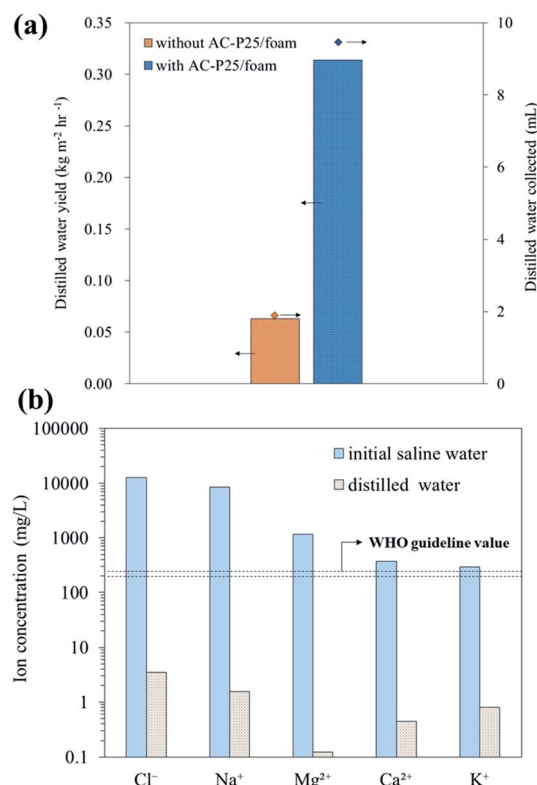 (a)
without AC-P25/foam
with AC-P25/foam
Distilled water yield (kg m⁻² hr⁻¹)
0.35
0.30
0.25
0.20
0.15
0.10
0.05
0.00
10
8
6
4
2
0
Distilled water collected (mL)
(b)
Ion concentration (mg/L)
100000
10000
1000
100
10
1
0.1
initial saline water
distilled water
WHO guideline value
Cl⁻ Na⁺ Mg²⁺ Ca²⁺ K⁺